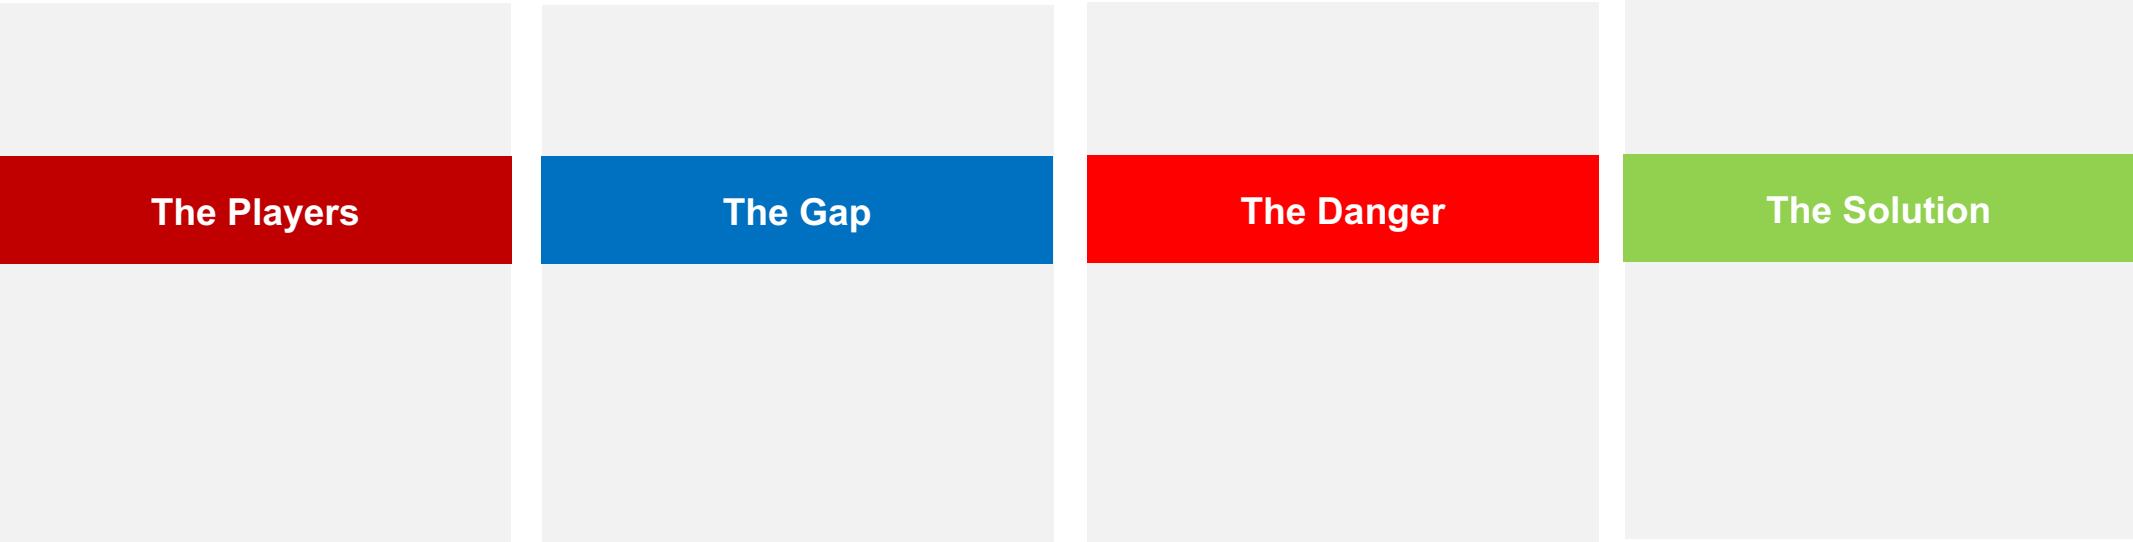 The Players
The Gap
The Danger
The Solution